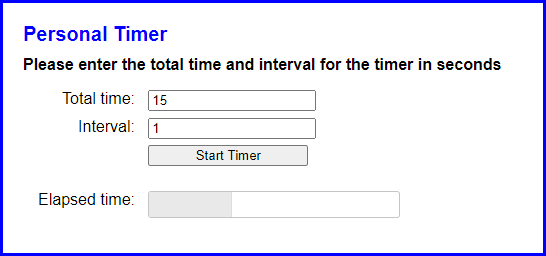 Personal Timer
Please enter the total time and interval for the timer in seconds
Total time: 15
Interval: 1
Start Timer
Elapsed time: